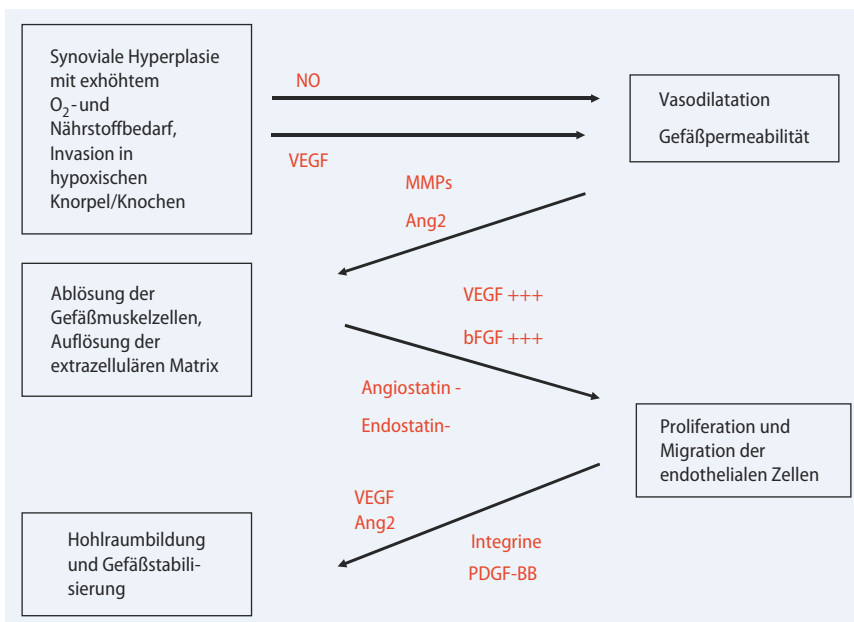 Synoviale Hyperplasie
mit exhöhtem
O₂-und
Nährstoffbedarf,
Invasion in
hypoxischen
Knorpel/Knochen
NO
VEGF
Vasodilatation
Gefäßpermeabilität
MMPs
Ang2
Ablösung der
Gefäßmuskelzellen,
Auflösung der
extrazellulären Matrix
VEGF +++
bFGF +++
Angiostatin -
Endostatin-
Proliferation und
Migration der
endothelialen Zellen
VEGF
Ang2
Integrine
PDGF-BB
Hohlraumbildung
und Gefäßstabili-
sierung